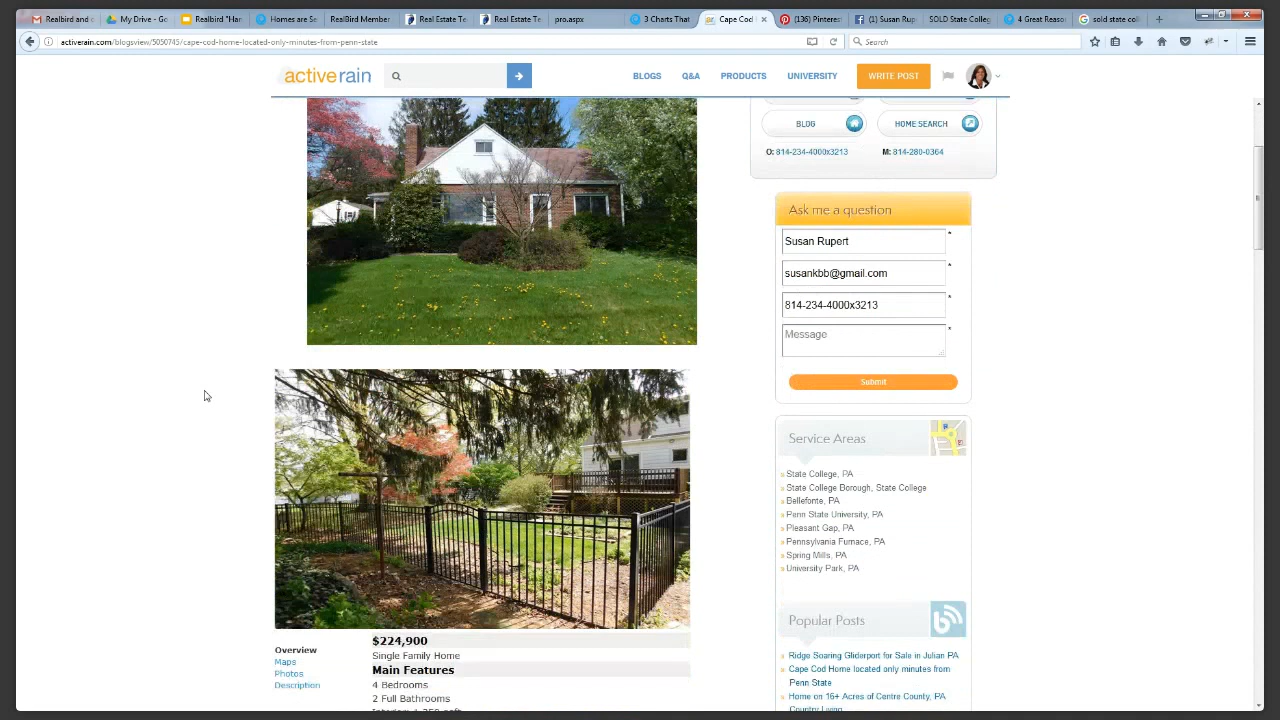 Realbird and co
My Drive - Go
Realbird "Har
Homes are Se
RealBird Member
Real Estate Te
Real Estate Te
pro.aspx
3 Charts That
Cape Cod
(136) Pinteres
(1) Susan Rup
SOLD State Colleg
4 Great Reaso
sold state col
activerain.com/blogsview/5050745/cape-cod-home-located-only-minutes-from-penn-state
Search
activerain
BLOGS
Q&A
PRODUCTS
UNIVERSITY
WRITE POST
BLOG
HOME SEARCH
O: 814-234-4000x3213
M: 814-280-0364
Ask me a question
Susan Rupert
*
susankbb@gmail.com
*
814-234-4000x3213
*
Message
*
Submit
Service Areas
» State College, PA
» State College Borough, State College
» Bellefonte, PA
» Penn State University, PA
» Pleasant Gap, PA
» Pennsylvania Furnace, PA
» Spring Mills, PA
» University Park, PA
Popular Posts
» Ridge Soaring Gliderport for Sale in Julian PA
» Cape Cod Home located only minutes from
Penn State
» Home on 16+ Acres of Centre County, PA
Country Living
Overview
Maps
Photos
Description
$224,900
Single Family Home
Main Features
4 Bedrooms
2 Full Bathrooms